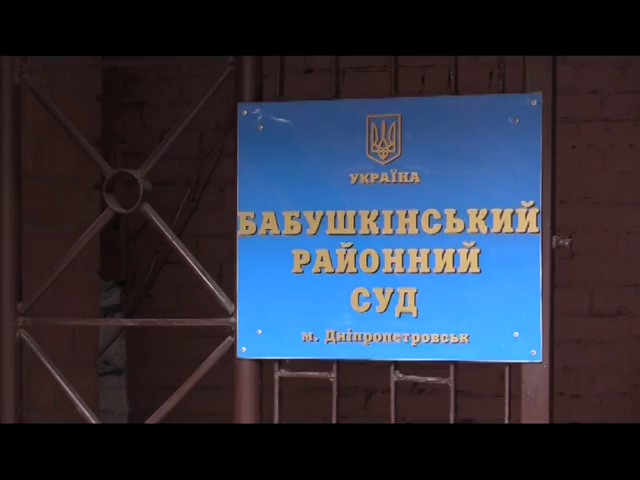 УКРАЇНА
БАБУШКІНСЬКИЙ
РАЙОННИЙ
СУД
м. Дніпропетровськ